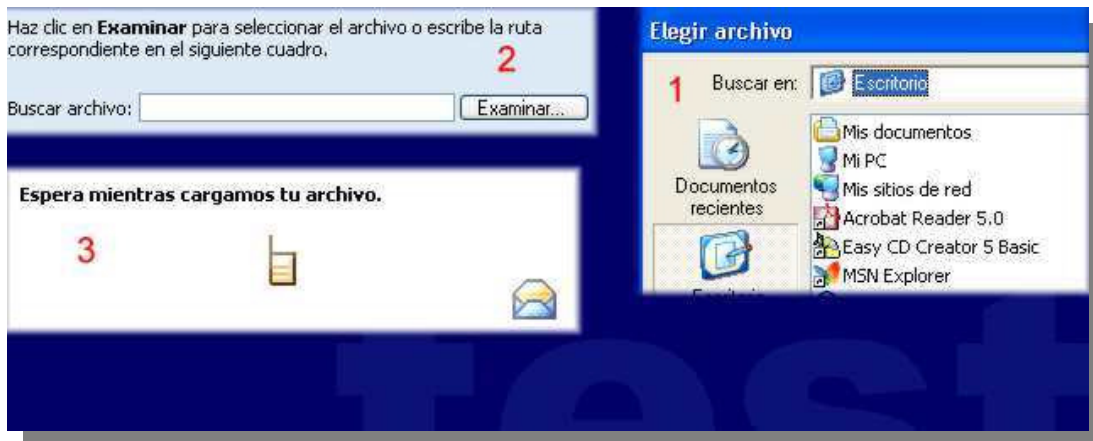 Haz clic en Examinar para seleccionar el archivo o escribe la ruta
correspondiente en el siguiente cuadro.
2
Buscar archivo:
Examinar...
Espera mientras cargamos tu archivo.
3
Elegir archivo
1
Buscar en:
Escritorio
Documentos
recientes
Mis documentos
Mi PC
Mis sitios de red
Acrobat Reader 5.0
Easy CD Creator 5 Basic
MSN Explorer
test